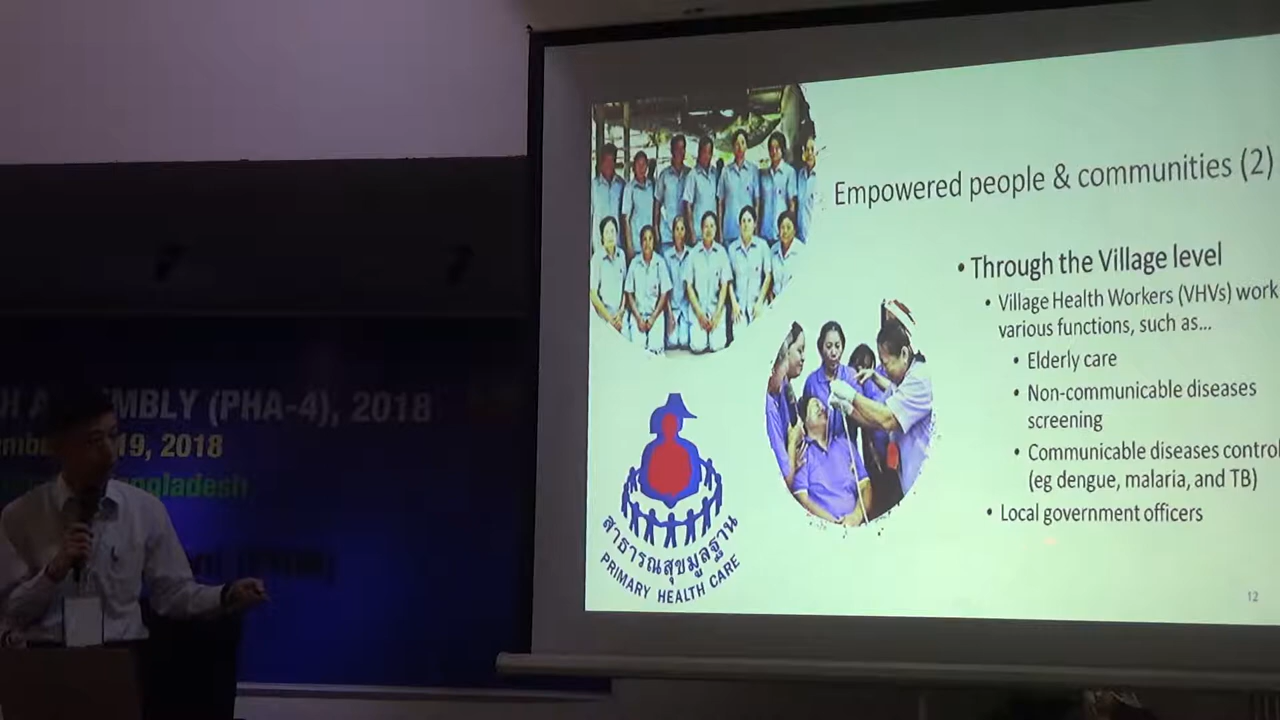 MBLY (PHA-4), 2018
19, 2018
ngladesh
Empowered people & communities (2)
• Through the Village level
• Village Health Workers (VHVs) work
various functions, such as...
• Elderly care
• Non-communicable diseases
screening
• Communicable diseases control
(eg dengue, malaria, and TB)
• Local government officers
สาธารณสุขมูลฐาน
PRIMARY HEALTH CARE
12